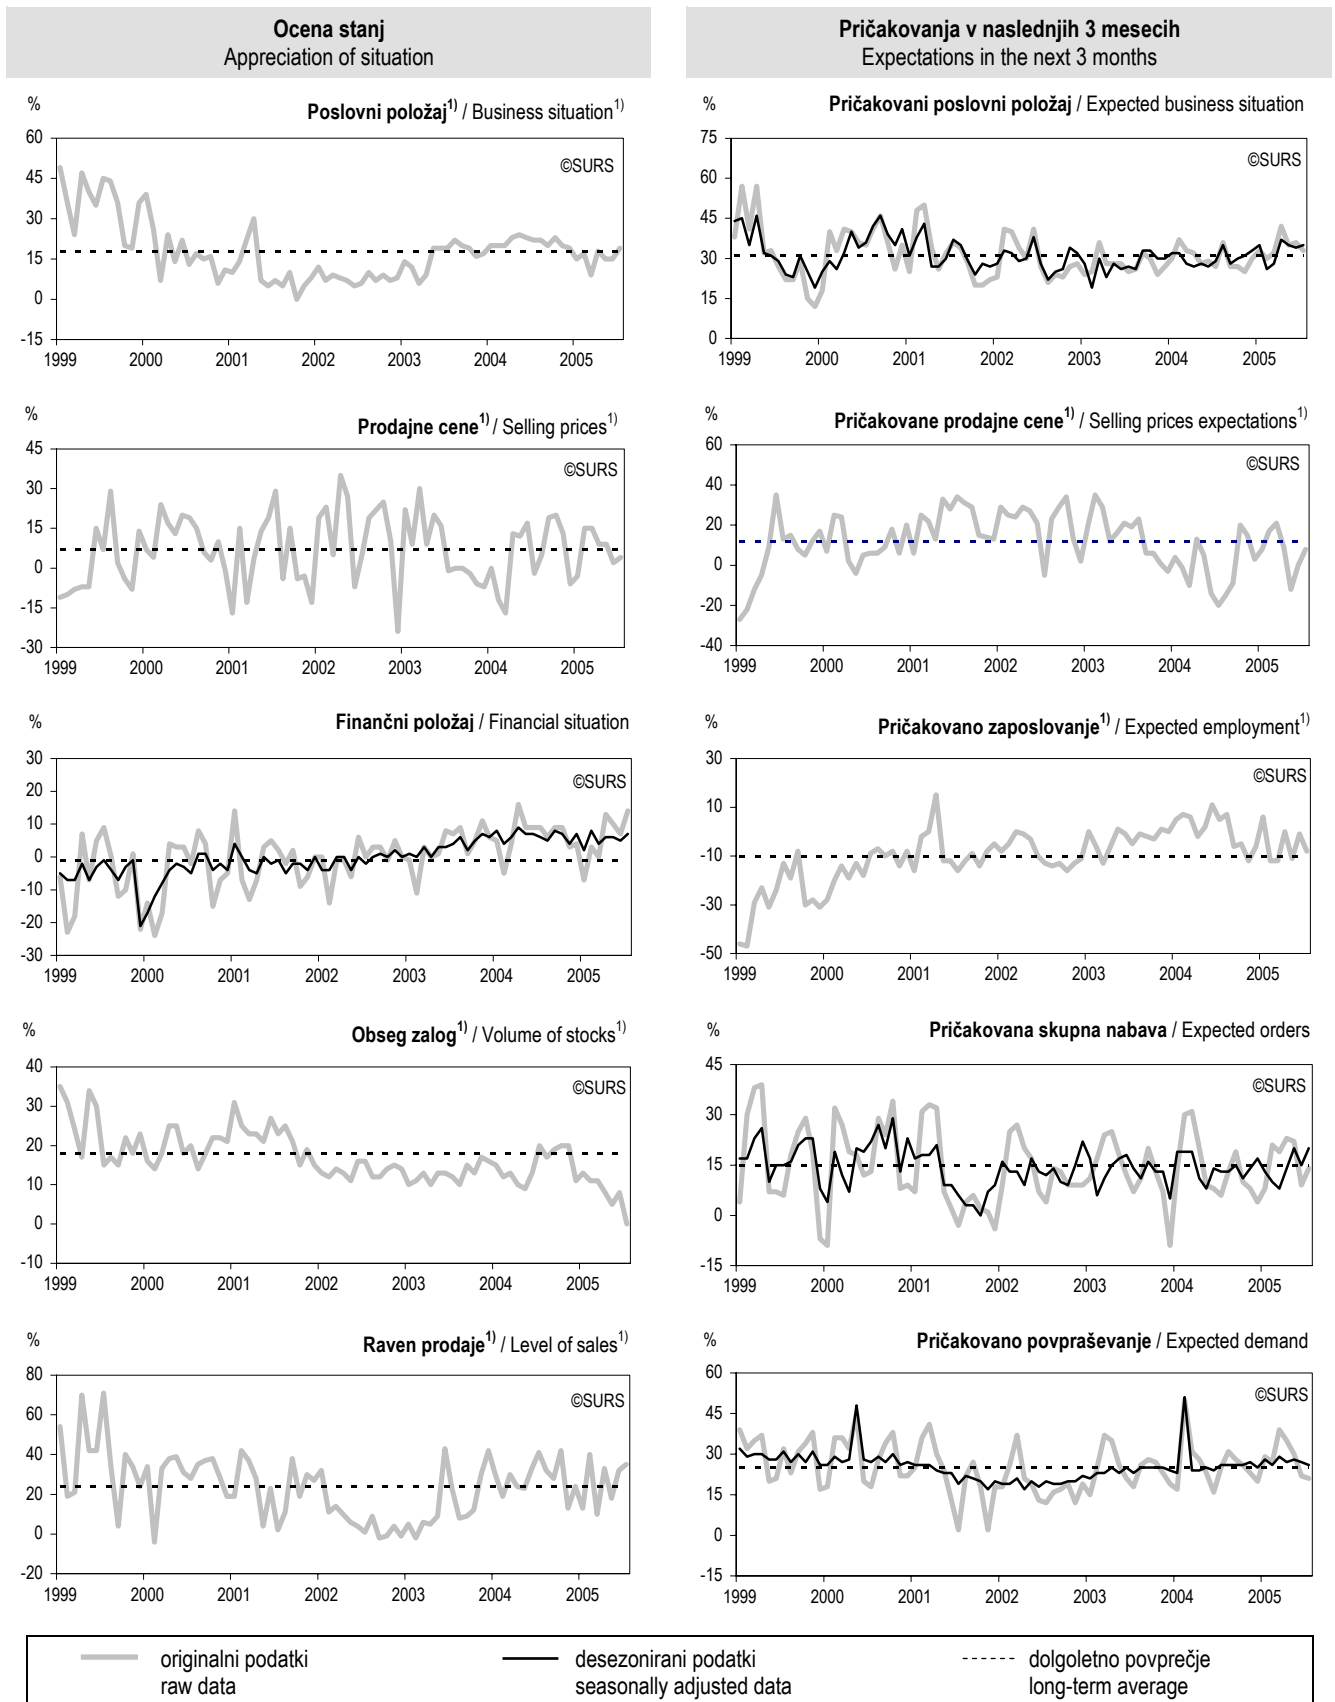 Ocena stanj
Appreciation of situation
%
Poslovni položaj1) / Business situation1)
60
45
30
15
0
-15
©SURS
1999 2000 2001 2002 2003 2004 2005
%
Prodajne cene1) / Selling prices1)
45
30
15
0
-15
-30
©SURS
1999 2000 2001 2002 2003 2004 2005
%
Finančni položaj / Financial situation
30
20
10
0
-10
-20
-30
©SURS
1999 2000 2001 2002 2003 2004 2005
%
Obseg zalog1) / Volume of stocks1)
40
30
20
10
0
-10
©SURS
1999 2000 2001 2002 2003 2004 2005
%
Raven prodaje1) / Level of sales1)
80
60
40
20
0
-20
©SURS
1999 2000 2001 2002 2003 2004 2005
Pričakovanja v naslednjih 3 mesecih
Expectations in the next 3 months
%
Pričakovani poslovni položaj / Expected business situation
75
60
45
30
15
0
©SURS
1999 2000 2001 2002 2003 2004 2005
%
Pričakovane prodajne cene1) / Selling prices expectations1)
60
40
20
0
-20
-40
©SURS
1999 2000 2001 2002 2003 2004 2005
%
Pričakovano zaposlovanje1) / Expected employment1)
30
10
-10
-30
-50
©SURS
1999 2000 2001 2002 2003 2004 2005
%
Pričakovana skupna nabava / Expected orders
45
30
15
0
-15
©SURS
1999 2000 2001 2002 2003 2004 2005
%
Pričakovano povpraševanje / Expected demand
60
45
30
15
0
-15
©SURS
1999 2000 2001 2002 2003 2004 2005
originalni podatki
raw data
desezonirani podatki
seasonally adjusted data
dolgoletno povprečje
long-term average